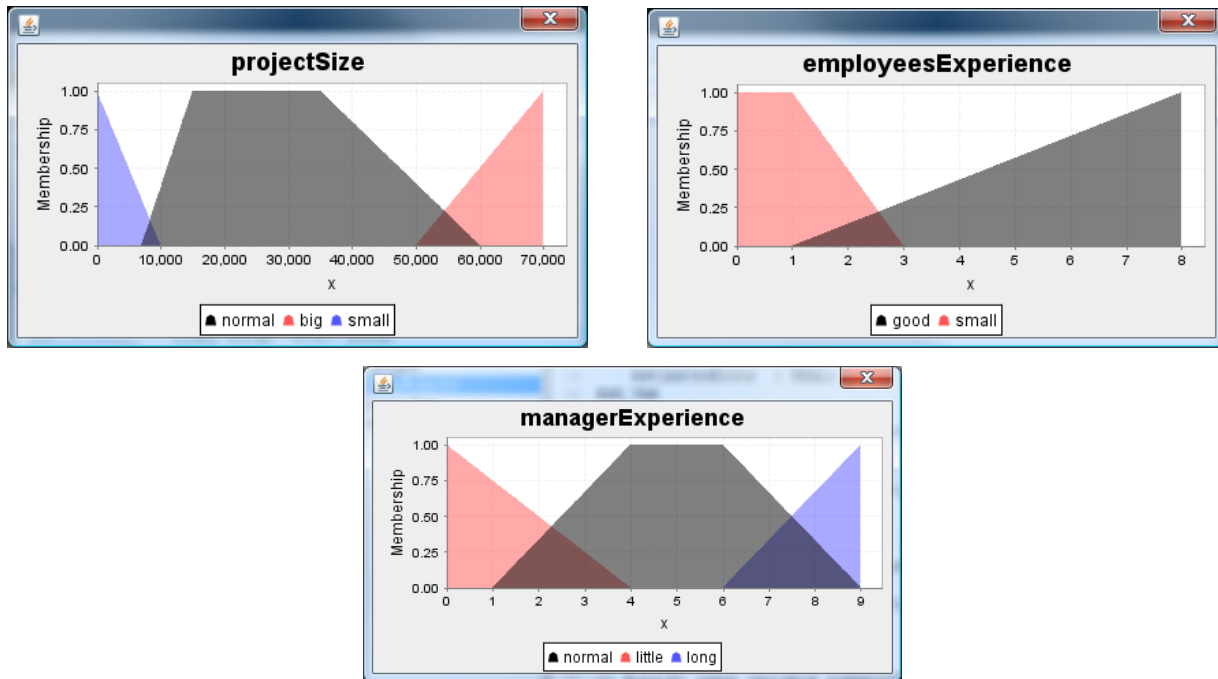 projectSize
Membership
1.00
0.75
0.50
0.25
0.00
0 10,000 20,000 30,000 40,000 50,000 60,000 70,000
x
normal big small
employeesExperience
Membership
1.00
0.75
0.50
0.25
0.00
0 1 2 3 4 5 6 7 8
x
good small
managerExperience
Membership
1.00
0.75
0.50
0.25
0.00
0 1 2 3 4 5 6 7 8 9
x
normal little long